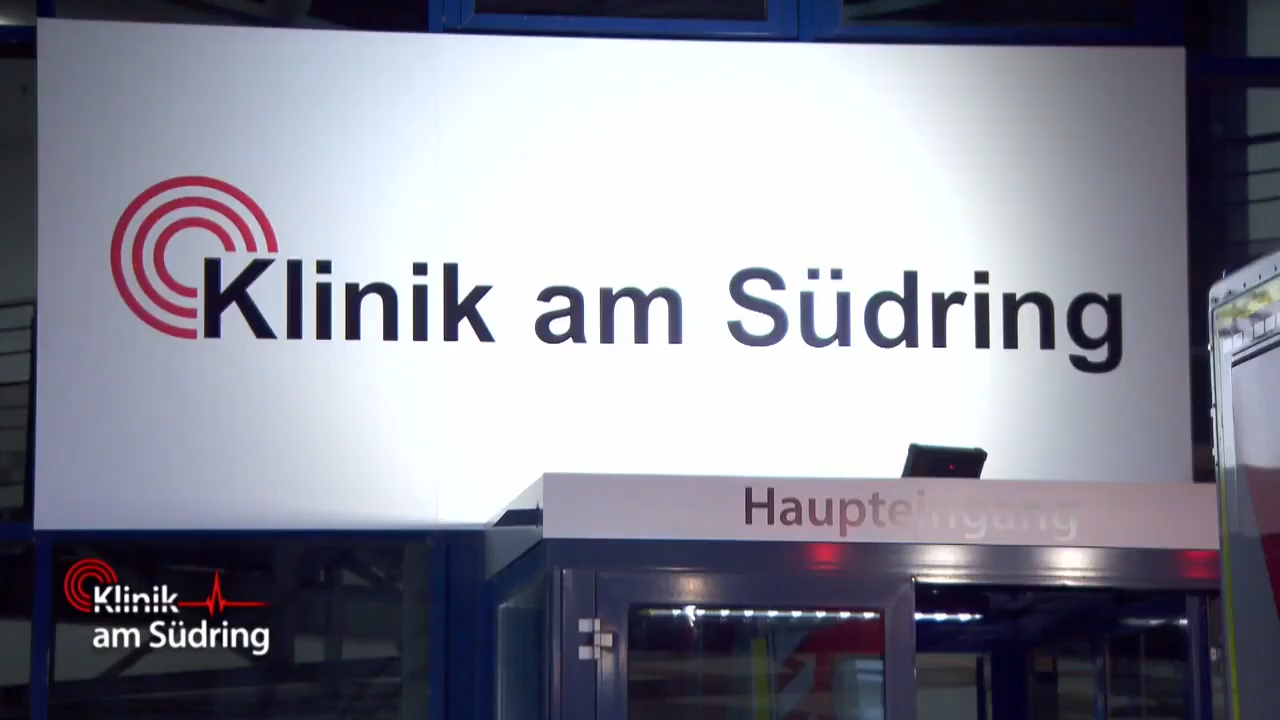 Klinik am Südring
Haupteingang
Klinik
am Südring